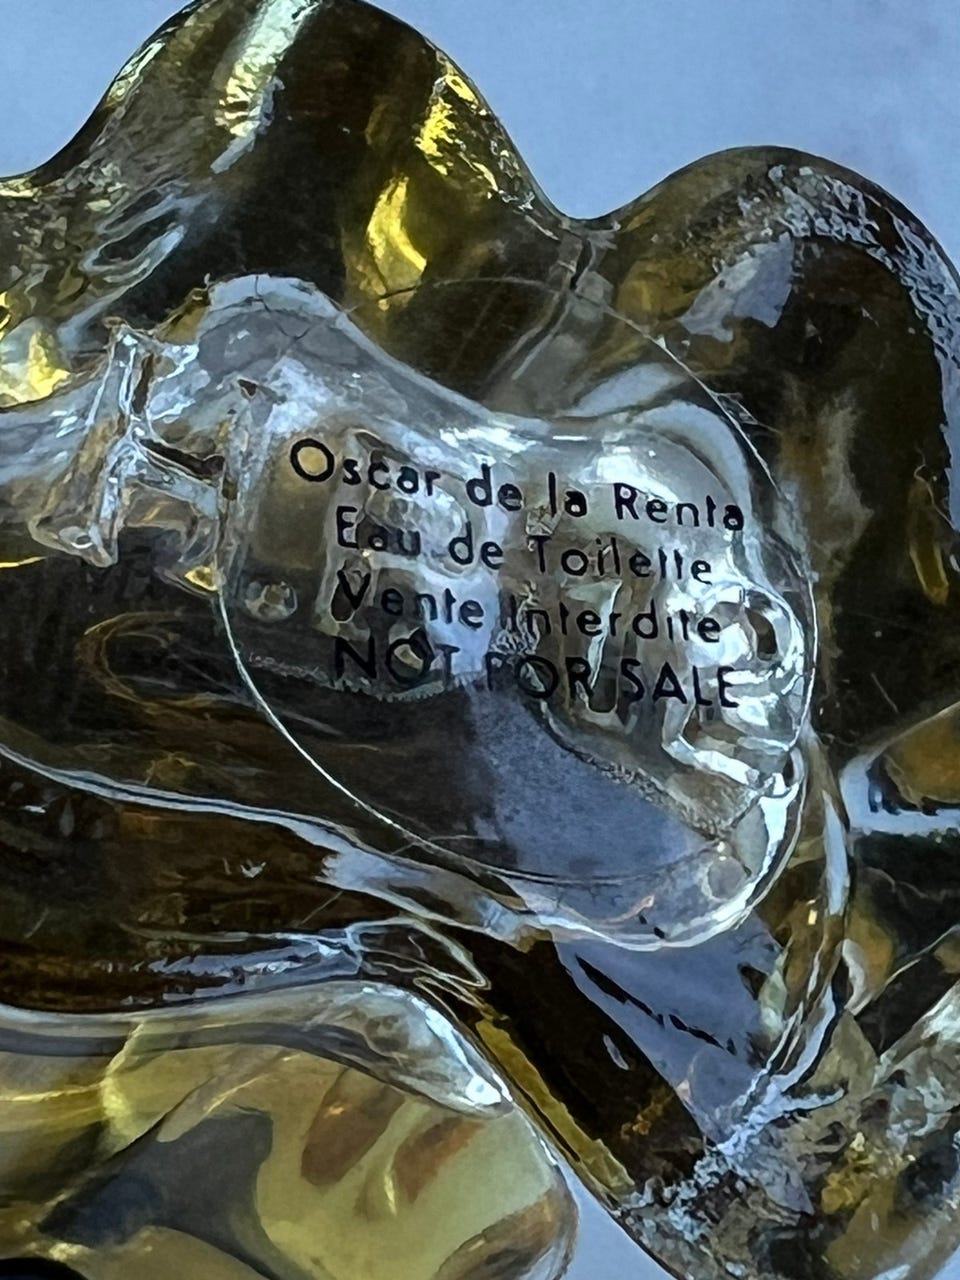 Oscar de la Renta
Eau de Toilette
Vente Interdite
NOT FOR SALE